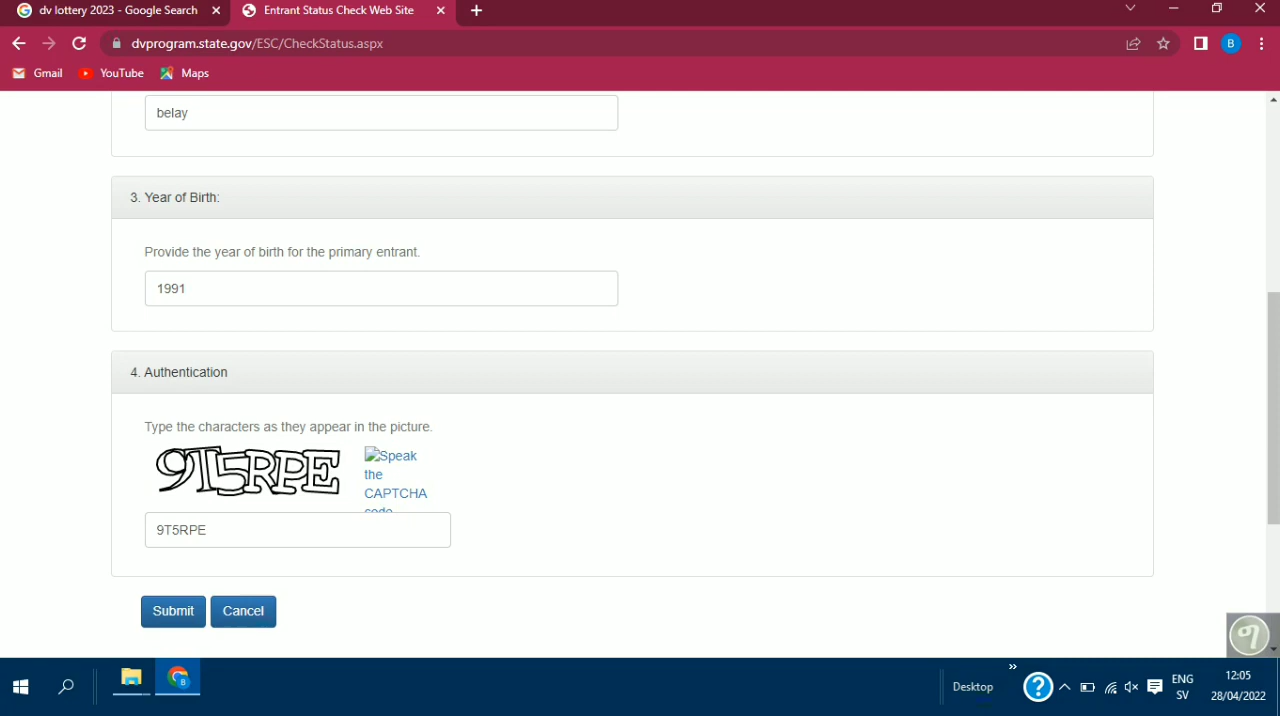 dv lottery 2023 - Google Search
Entrant Status Check Web Site
dvprogram.state.gov/ESC/CheckStatus.aspx
B
Gmail
YouTube
Maps
belay
3. Year of Birth:
Provide the year of birth for the primary entrant.
1991
4. Authentication
Type the characters as they appear in the picture.
9T5RPE
Speak
the
CAPTCHA
code
9T5RPE
Submit
Cancel
Desktop
ENG
SV
12:05
28/04/2022